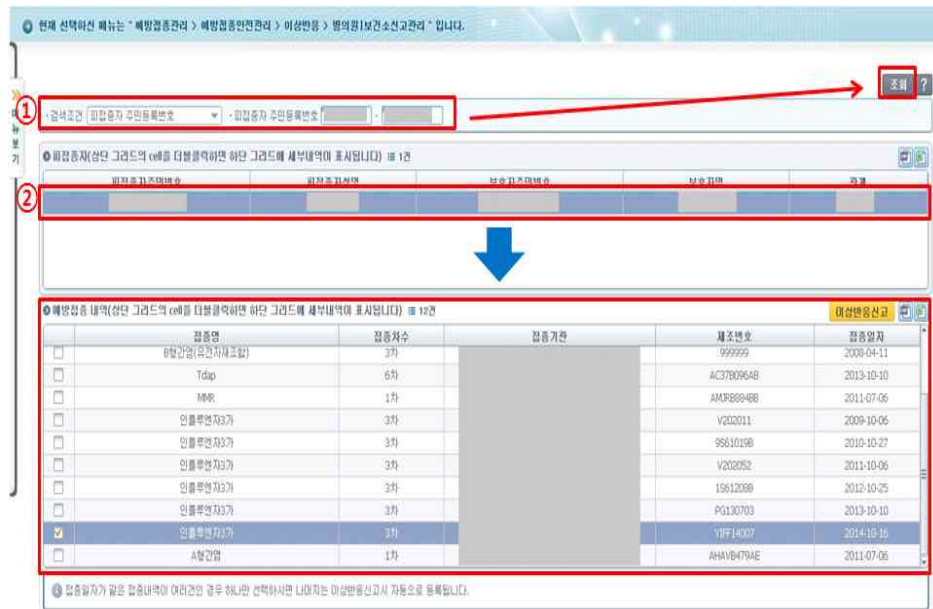 현재 선택하신 메뉴는 " 예방접종관리 > 예방접종안전관리 > 이상반응 > 병의원(보건소신고관리 " 입니다.
조회 ?
①
· 검색조건 피접종자 주민등록번호 · 피접종자 주민등록번호 -
메뉴보기
피접종자(상단 그리드의 cell을 더블클릭하면 하단 그리드에 세부내역이 표시됩니다) 1건
피접종자주민번호 피접종자성명 보호자주민번호 보호자명 관계
②
예방접종 내역(상단 그리드의 cell을 더블클릭하면 하단 그리드에 세부내역이 표시됩니다) 12건 이상반응신고
접종명 접종차수 접종기관 제조번호 접종일자
B형간염(유전자재조합) 3차 999999 2008-04-11
Tdap 6차 AC37B096AB 2013-10-10
MMR 1차 AMJRB884BB 2011-07-06
인플루엔자3가 3차 V202011 2009-10-06
인플루엔자3가 3차 9S61019B 2010-10-27
인플루엔자3가 3차 V202052 2011-10-06
인플루엔자3가 3차 1S61208B 2012-10-25
인플루엔자3가 3차 PG130703 2013-10-10
인플루엔자3가 3차 YIFF14007 2014-10-16
A형간염 1차 AHAVB479AE 2011-07-06
접종일자가 같은 접종내역이 여러건인 경우 하나만 선택하시면 나머지는 이상반응신고시 자동으로 등록됩니다.